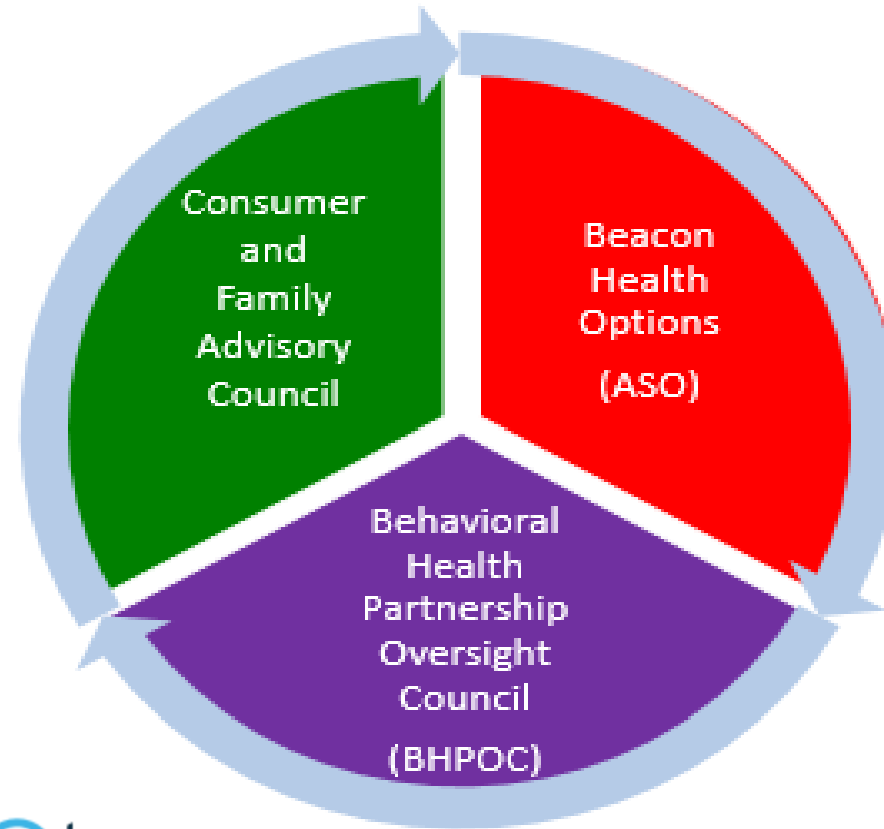 Consumer
and
Family
Advisory
Council
Beacon
Health
Options
(ASO)
Behavioral
Health
Partnership
Oversight
Council
(BHPOC)